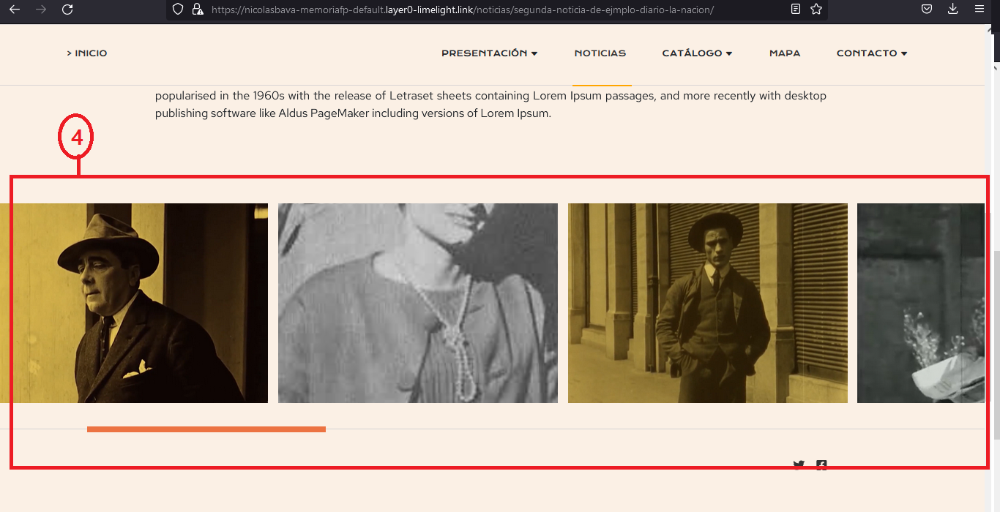 https://nicolasbava-memoriafp-default.layer0-limelight.link/noticias/segunda-noticia-de-ejmplo-diario-la-nacion/
> INICIO PRESENTACIÓN NOTICIAS CATÁLOGO MAPA CONTACTO
popularised in the 1960s with the release of Letraset sheets containing Lorem Ipsum passages, and more recently with desktop
publishing software like Aldus PageMaker including versions of Lorem Ipsum.
4